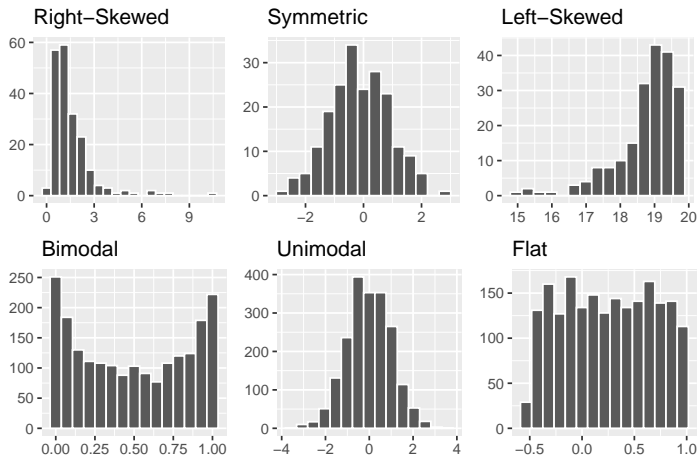 Right−Skewed
60
40
20
0
0 3 6 9
Symmetric
30
20
10
0
−2 0 2
Left−Skewed
40
30
20
10
0
15 16 17 18 19 20
Bimodal
250
200
150
100
50
0
0.00 0.25 0.50 0.75 1.00
Unimodal
400
300
200
100
0
−4 −2 0 2 4
Flat
150
100
50
0
−0.5 0.0 0.5 1.0